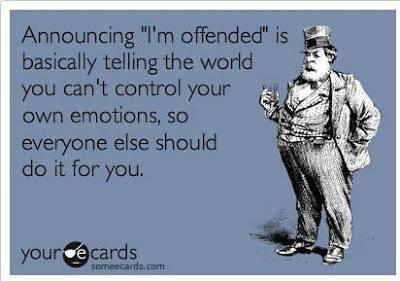 Announcing "I'm offended" is
basically telling the world
you can't control your
own emotions, so
everyone else should
do it for you.
your e cards
someecards.com